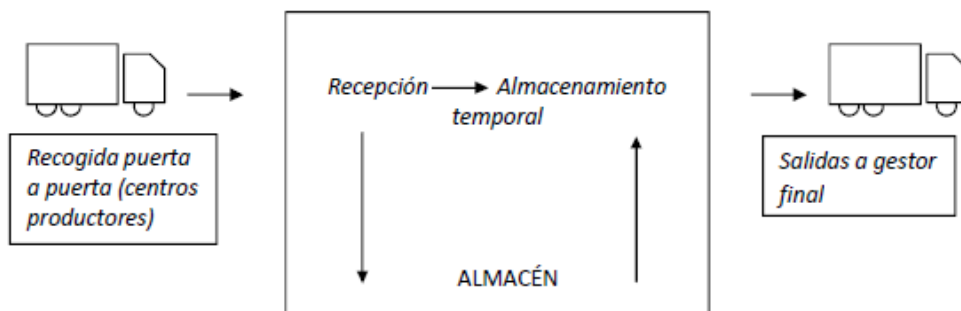 Recepción Almacenamiento
temporal
Recogida puerta
a puerta (centros
productores)
Salidas a gestor
final
ALMACÉN